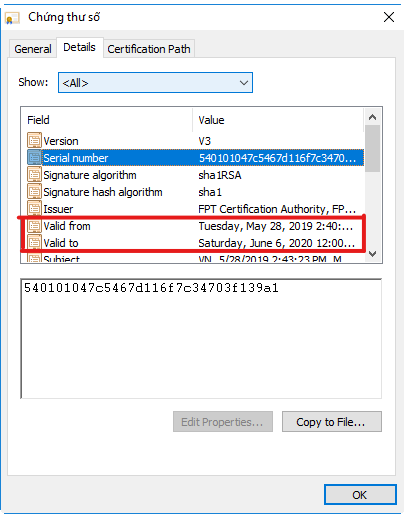 Chứng thư số
General Details Certification Path
Show: <All>
Field Value
Version V3
Serial number 540101047c5467d116f7c3470...
Signature algorithm sha1RSA
Signature hash algorithm sha1
Issuer FPT Certification Authority, FP...
Valid from Tuesday, May 28, 2019 2:40:...
Valid to Saturday, June 6, 2020 12:00...
Subject VN, 5/28/2019 2:43:23 PM, M
540101047c5467d116f7c34703f139a1
Edit Properties... Copy to File...
OK